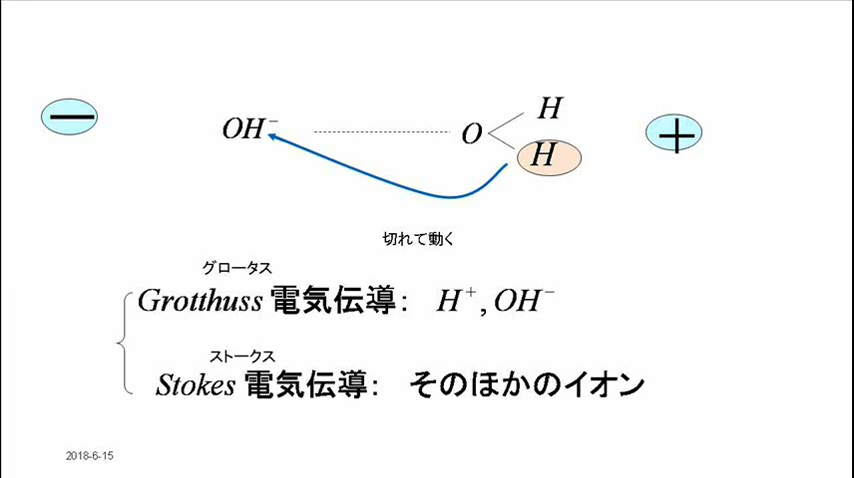 −
OH⁻
O
H
H
+
切れて動く
グロータス
Grotthuss 電気伝導： H⁺, OH⁻
ストークス
Stokes 電気伝導： そのほかのイオン
2018-6-15